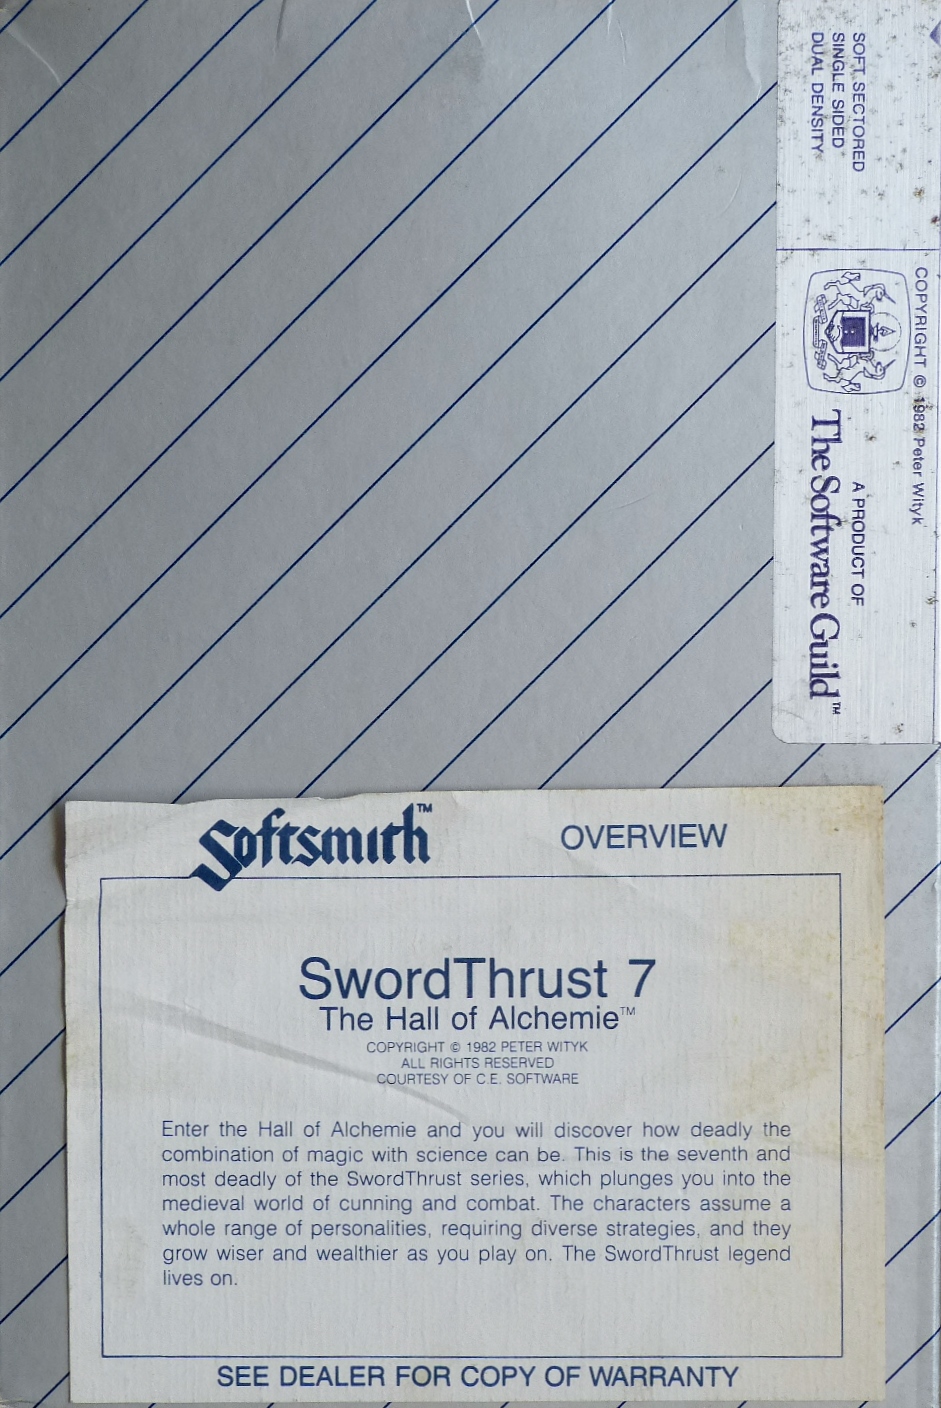 SOFT SECTORED
SINGLE SIDED
DUAL DENSITY
COPYRIGHT © 1982 Peter Wityk
A PRODUCT OF
The Software Guild™
Softsmith™
OVERVIEW
SwordThrust 7
The Hall of Alchemie™
COPYRIGHT © 1982 PETER WITYK
ALL RIGHTS RESERVED
COURTESY OF C.E. SOFTWARE
Enter the Hall of Alchemie and you will discover how deadly the
combination of magic with science can be. This is the seventh and
most deadly of the SwordThrust series, which plunges you into the
medieval world of cunning and combat. The characters assume a
whole range of personalities, requiring diverse strategies, and they
grow wiser and wealthier as you play on. The SwordThrust legend
lives on.
SEE DEALER FOR COPY OF WARRANTY